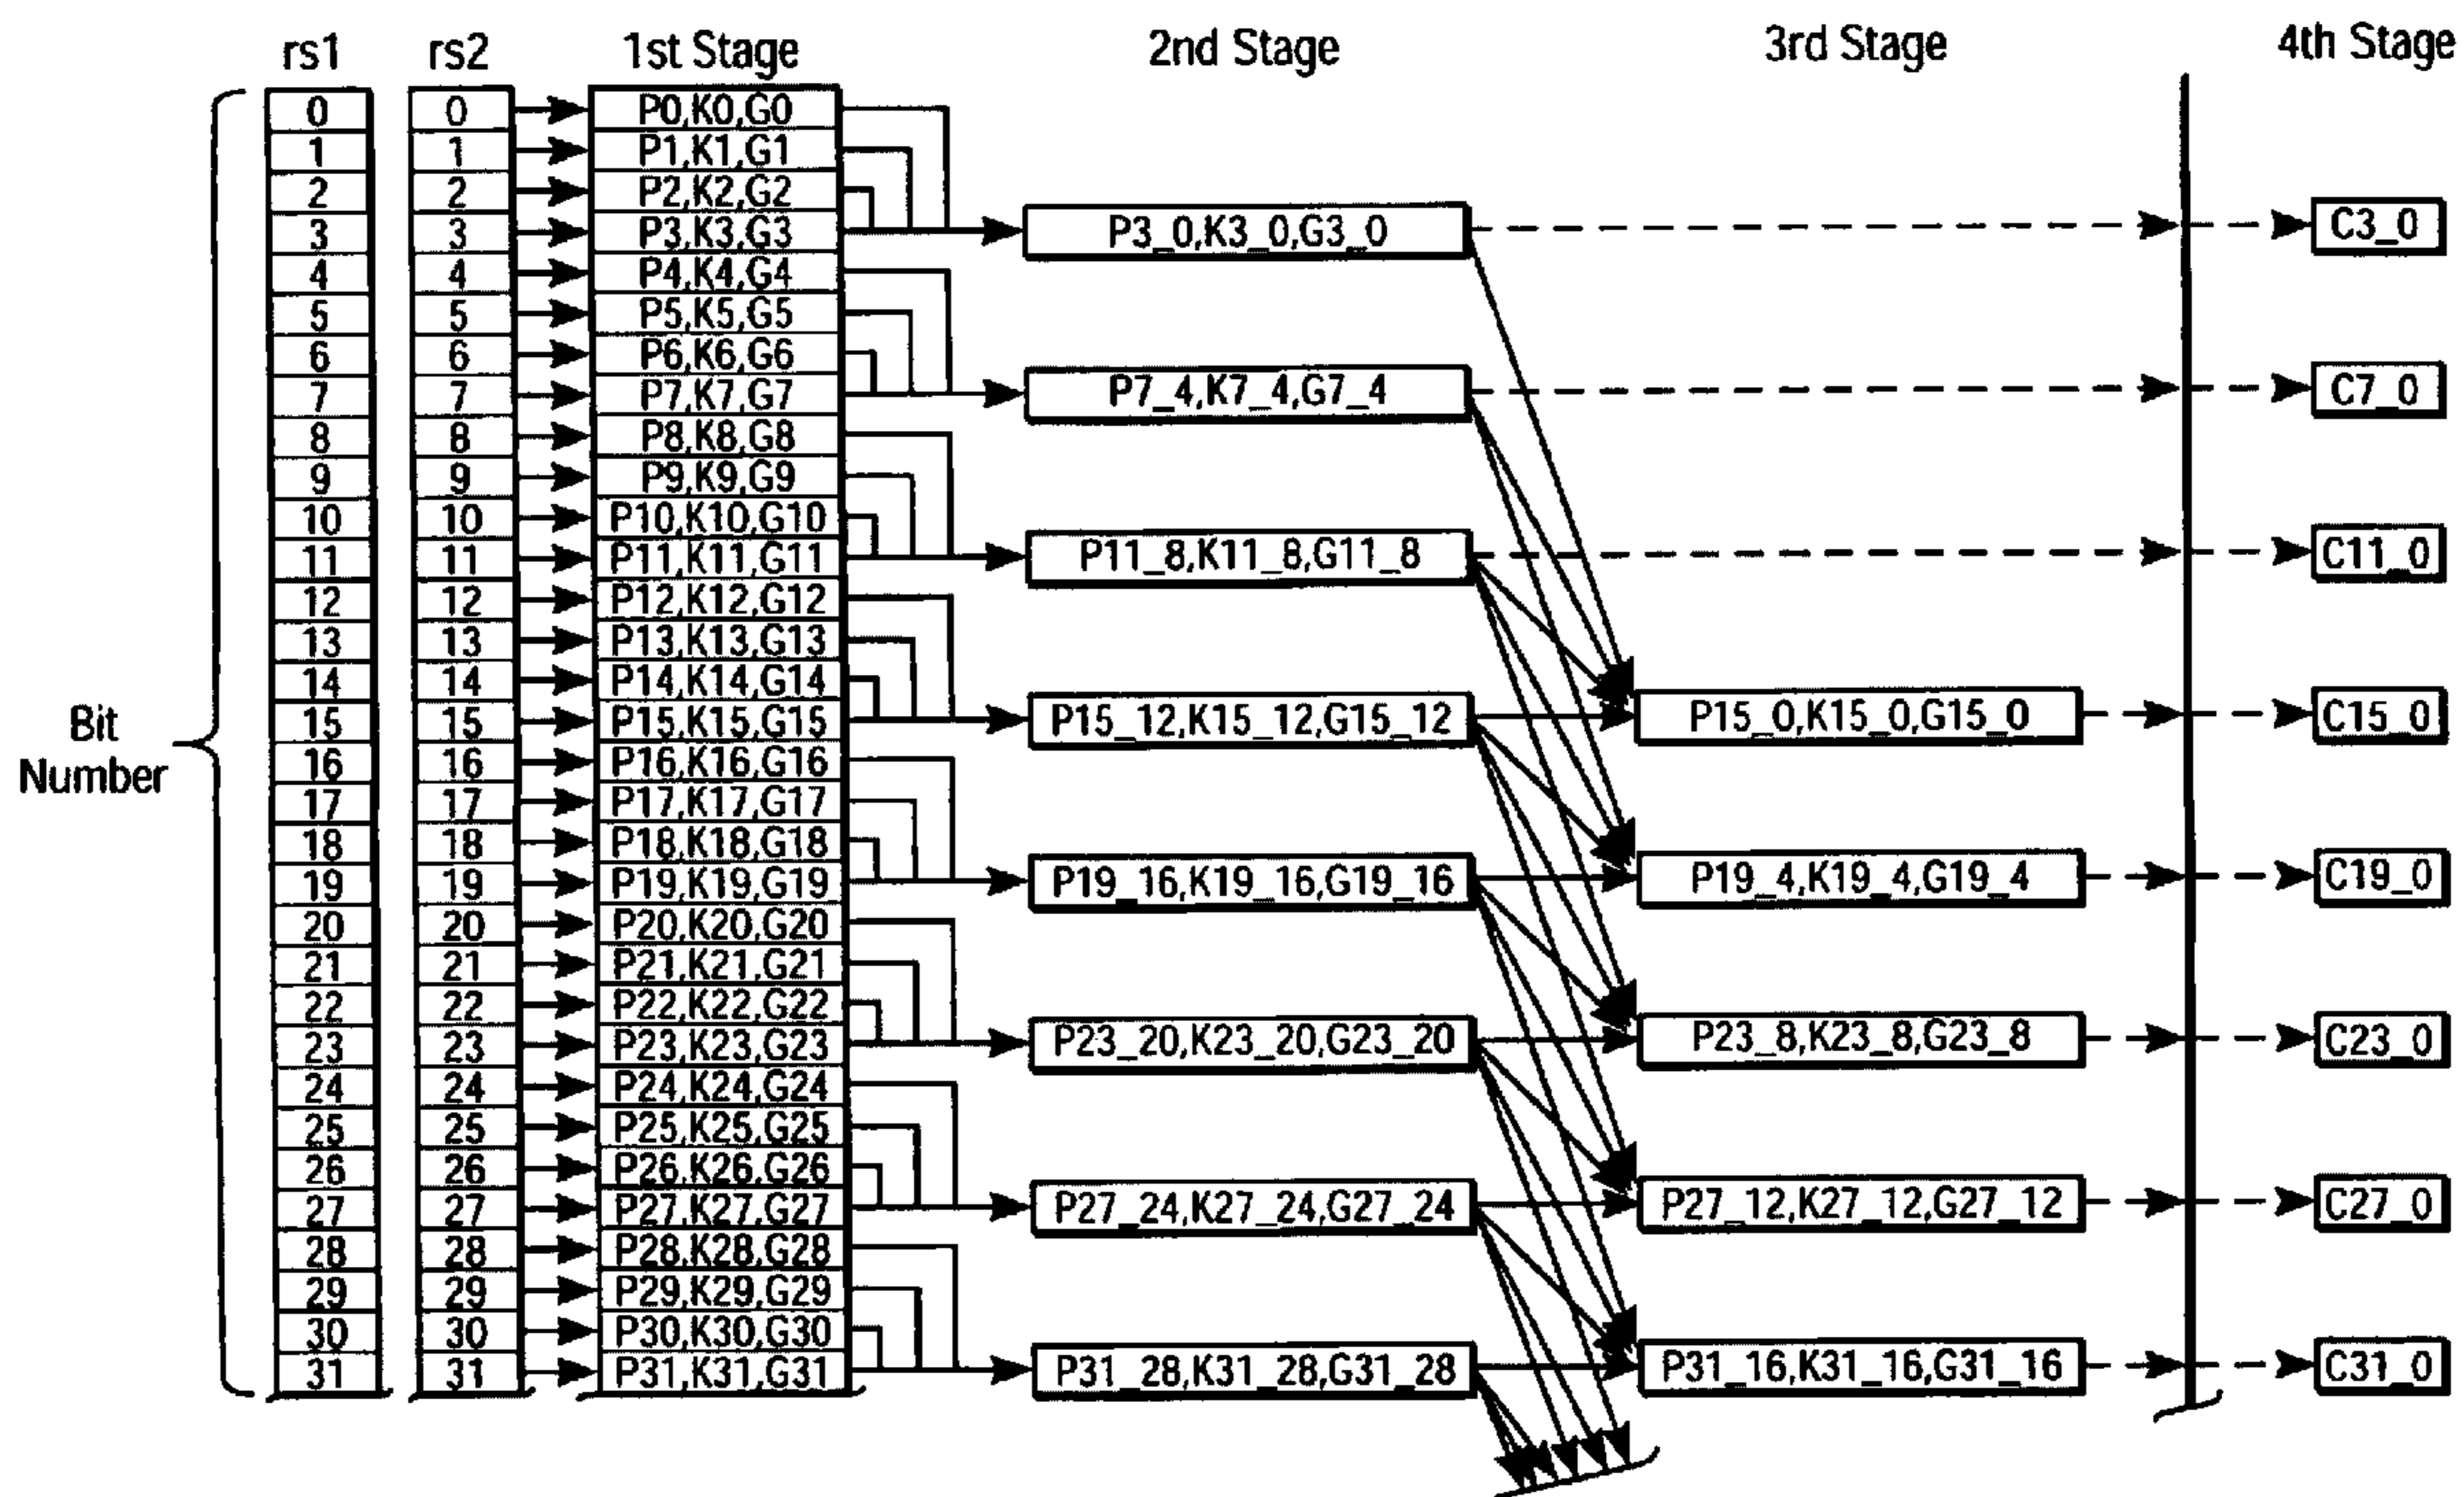 rs1 rs2 1st Stage 2nd Stage 3rd Stage 4th Stage
0 0 P0,K0,G0
1 1 P1,K1,G1
2 2 P2,K2,G2
3 3 P3,K3,G3 P3_0,K3_0,G3_0 C3_0
4 4 P4,K4,G4
5 5 P5,K5,G5
6 6 P6,K6,G6
7 7 P7,K7,G7 P7_4,K7_4,G7_4 C7_0
8 8 P8,K8,G8
9 9 P9,K9,G9
10 10 P10,K10,G10
11 11 P11,K11,G11 P11_8,K11_8,G11_8 C11_0
12 12 P12,K12,G12
13 13 P13,K13,G13
14 14 P14,K14,G14
15 15 P15,K15,G15 P15_12,K15_12,G15_12 P15_0,K15_0,G15_0 C15_0
Bit
Number
16 16 P16,K16,G16
17 17 P17,K17,G17
18 18 P18,K18,G18
19 19 P19,K19,G19 P19_16,K19_16,G19_16 P19_4,K19_4,G19_4 C19_0
20 20 P20,K20,G20
21 21 P21,K21,G21
22 22 P22,K22,G22
23 23 P23,K23,G23 P23_20,K23_20,G23_20 P23_8,K23_8,G23_8 C23_0
24 24 P24,K24,G24
25 25 P25,K25,G25
26 26 P26,K26,G26
27 27 P27,K27,G27 P27_24,K27_24,G27_24 P27_12,K27_12,G27_12 C27_0
28 28 P28,K28,G28
29 29 P29,K29,G29
30 30 P30,K30,G30
31 31 P31,K31,G31 P31_28,K31_28,G31_28 P31_16,K31_16,G31_16 C31_0